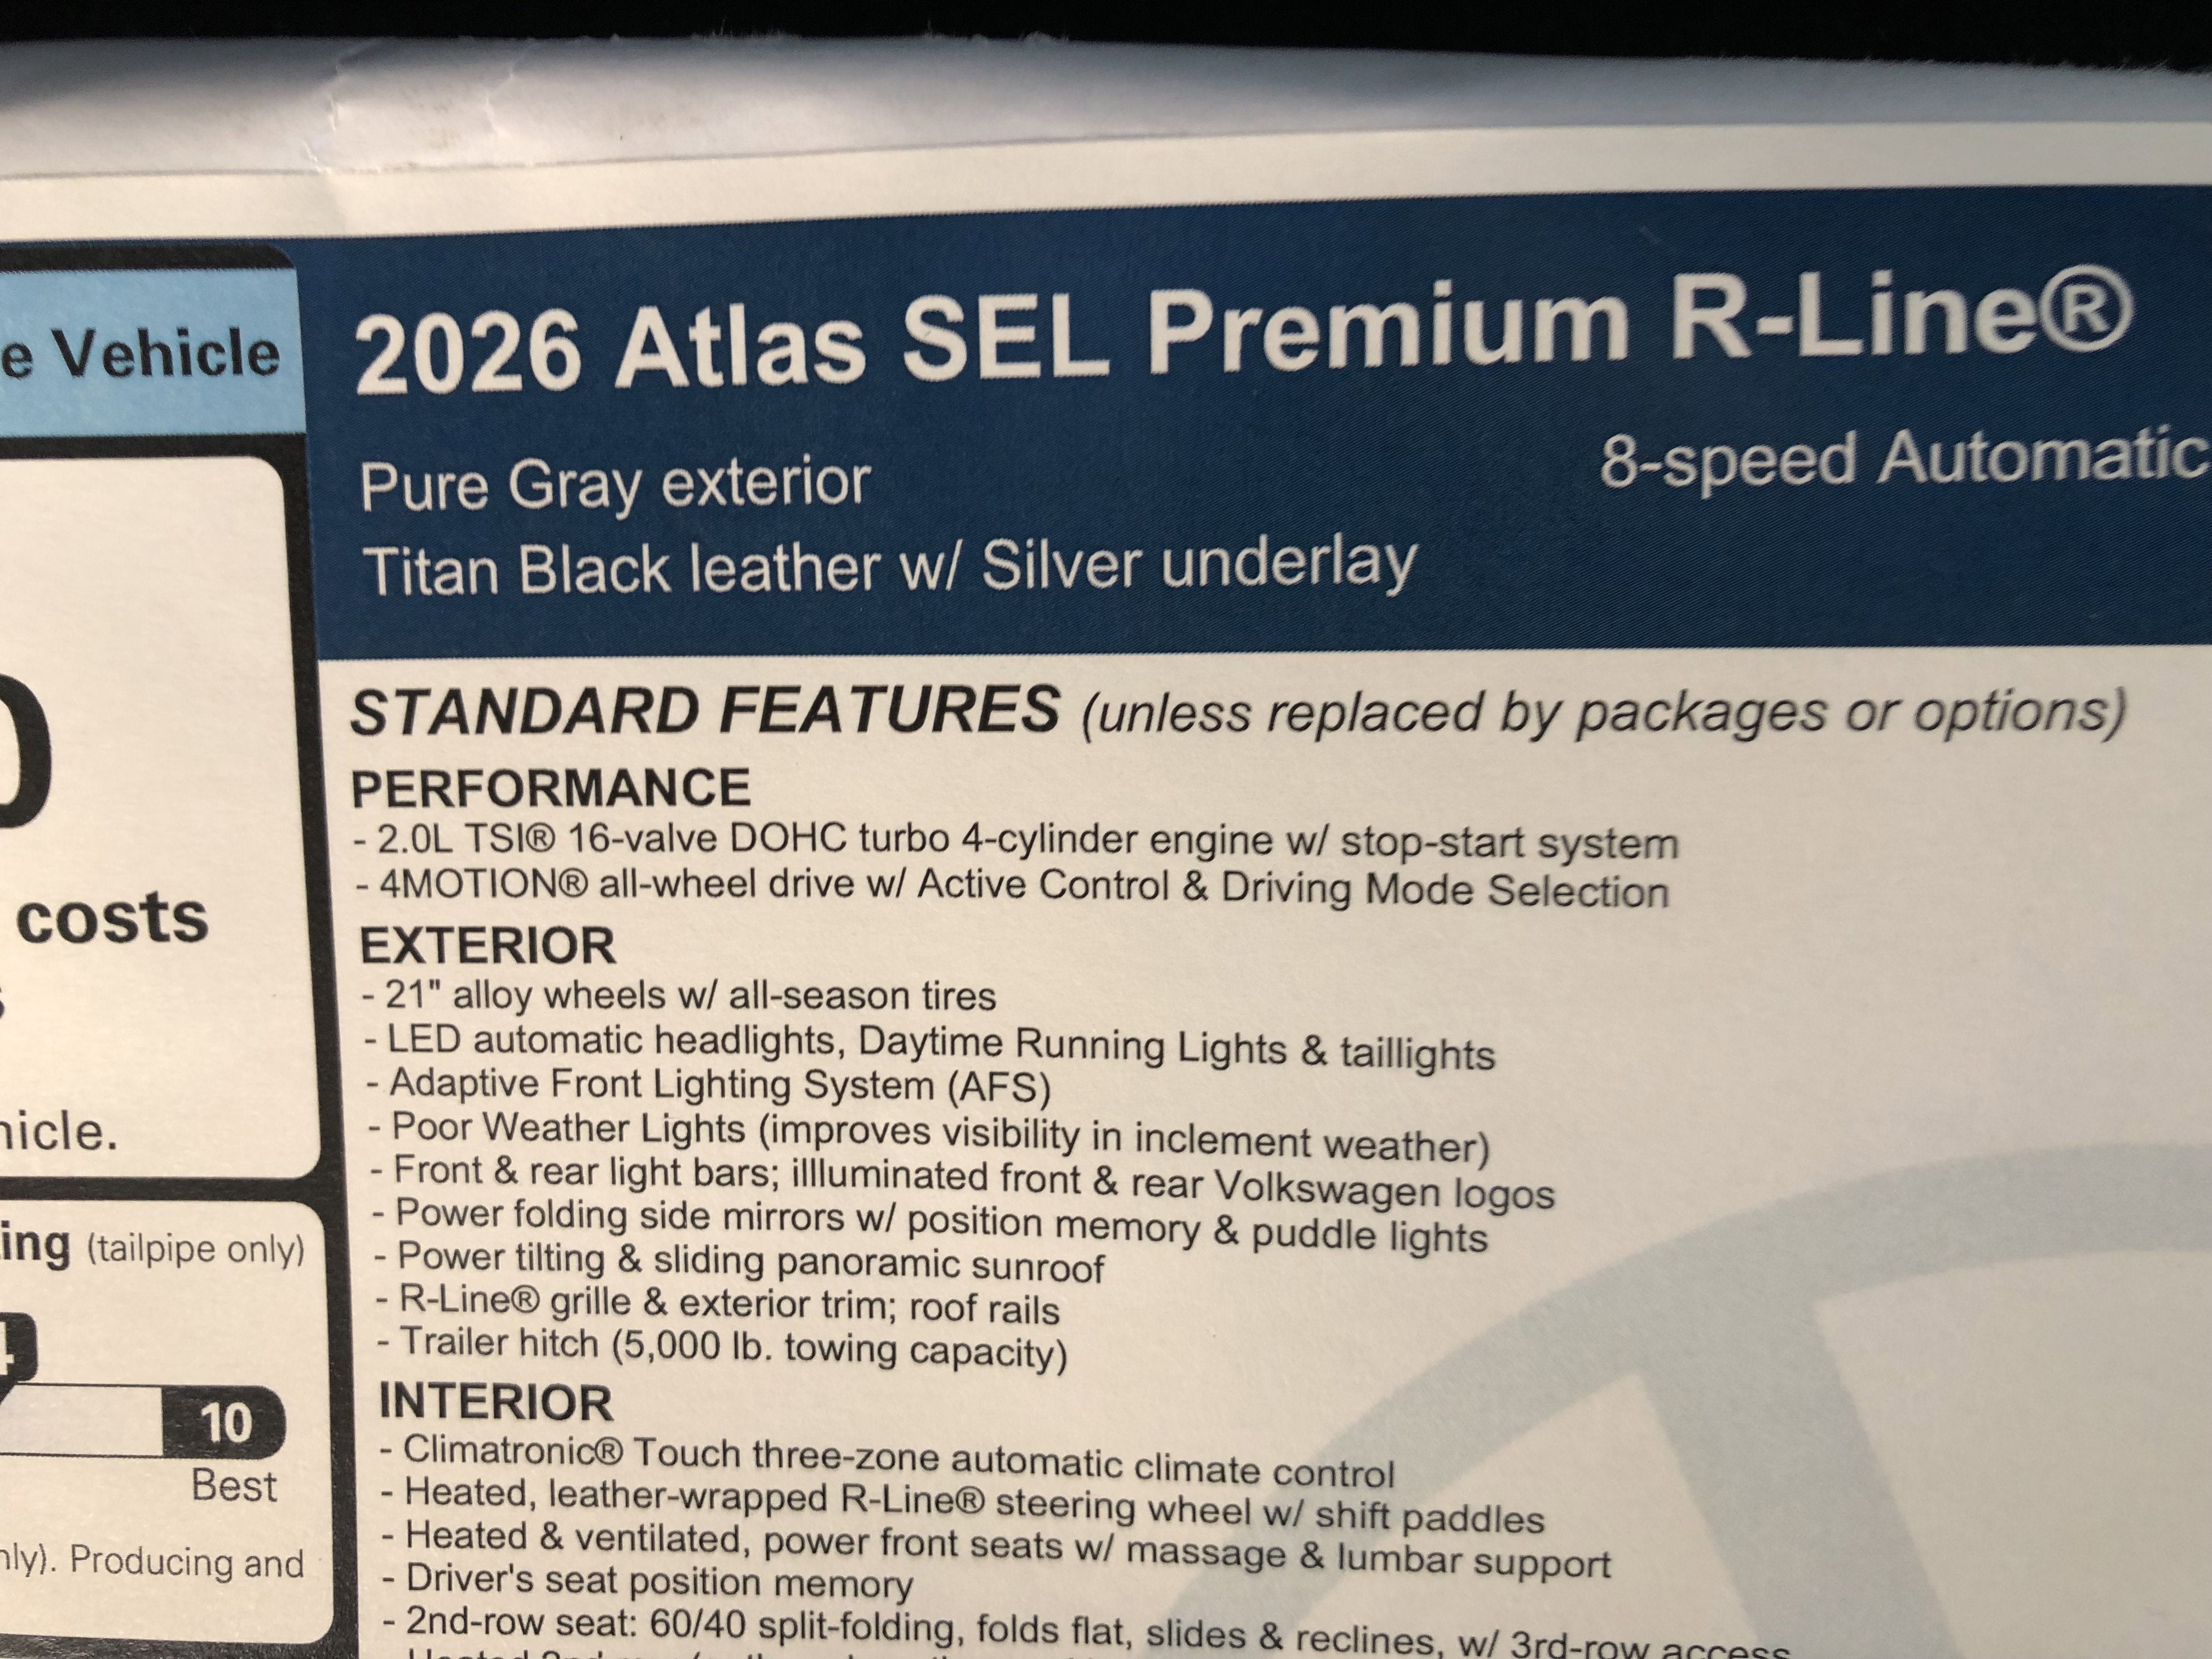 e Vehicle
2026 Atlas SEL Premium R-Line®
Pure Gray exterior
8-speed Automatic
Titan Black leather w/ Silver underlay
costs
hicle.
ing (tailpipe only)
10
Best
nly). Producing and
STANDARD FEATURES (unless replaced by packages or options)
PERFORMANCE
- 2.0L TSI® 16-valve DOHC turbo 4-cylinder engine w/ stop-start system
- 4MOTION® all-wheel drive w/ Active Control & Driving Mode Selection
EXTERIOR
- 21" alloy wheels w/ all-season tires
- LED automatic headlights, Daytime Running Lights & taillights
- Adaptive Front Lighting System (AFS)
- Poor Weather Lights (improves visibility in inclement weather)
- Front & rear light bars; illluminated front & rear Volkswagen logos
- Power folding side mirrors w/ position memory & puddle lights
- Power tilting & sliding panoramic sunroof
- R-Line® grille & exterior trim; roof rails
- Trailer hitch (5,000 lb. towing capacity)
INTERIOR
- Climatronic® Touch three-zone automatic climate control
- Heated, leather-wrapped R-Line® steering wheel w/ shift paddles
- Heated & ventilated, power front seats w/ massage & lumbar support
- Driver's seat position memory
- 2nd-row seat: 60/40 split-folding, folds flat, slides & reclines, w/ 3rd-row access